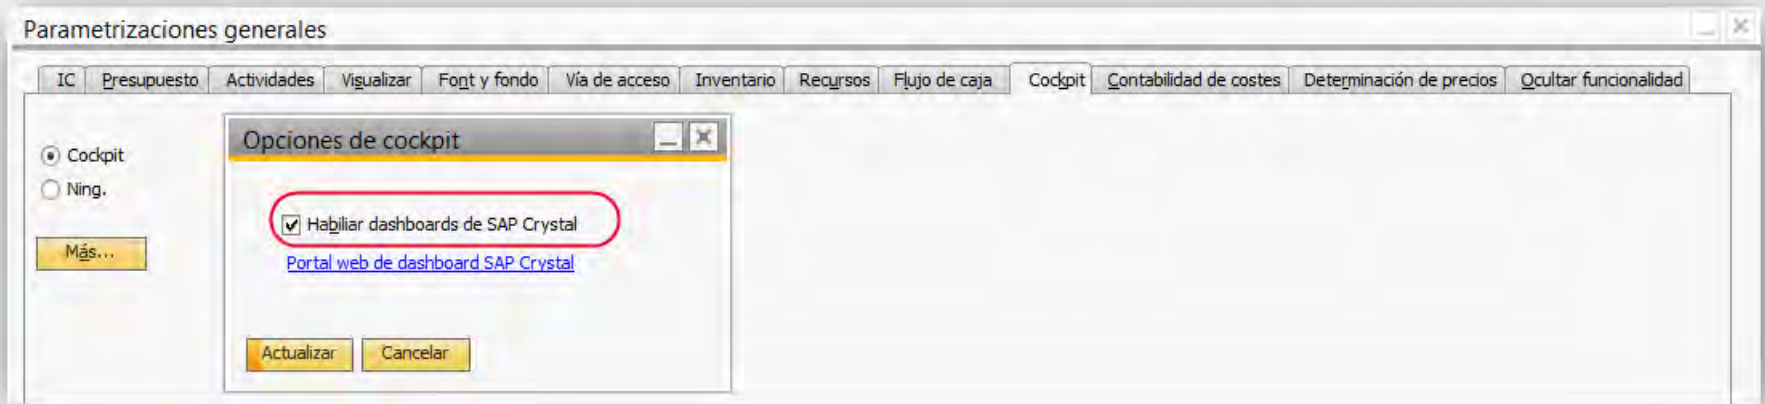 Parametrizaciones generales
IC Presupuesto Actividades Visualizar Font y fondo Vía de acceso Inventario Recursos Flujo de caja Cockpit Contabilidad de costes Determinación de precios Ocultar funcionalidad
Opciones de cockpit
Cockpit
Ning.
Habiliar dashboards de SAP Crystal
Más...
Portal web de dashboard SAP Crystal
Actualizar Cancelar